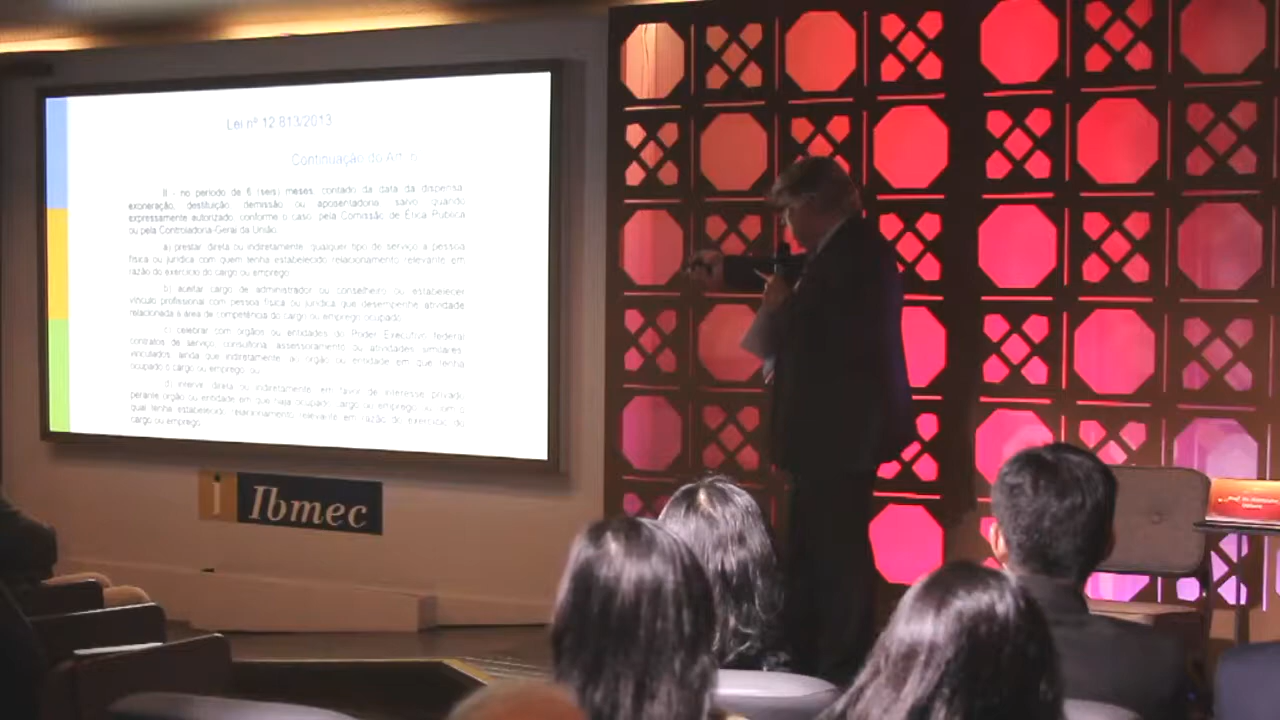 Lei nº 12.813/2013
Continuação do Art. 6
II - no período de 6 (seis) meses, contado da data da dispensa,
exoneração, destituição, demissão ou aposentadoria, salvo quando
expressamente autorizado, conforme o caso, pela Comissão de Ética Pública
ou pela Controladoria-Geral da União:
a) prestar, direta ou indiretamente, qualquer tipo de serviço a pessoa
física ou jurídica com quem tenha estabelecido relacionamento relevante em
razão do exercício do cargo ou emprego;
b) aceitar cargo de administrador ou conselheiro ou estabelecer
vínculo profissional com pessoa física ou jurídica que desempenhe atividade
relacionada à área de competência do cargo ou emprego ocupado;
c) celebrar com órgãos ou entidades do Poder Executivo federal
contratos de serviço, consultoria, assessoramento ou atividades similares,
vinculados, ainda que indiretamente, ao órgão ou entidade em que tenha
ocupado o cargo ou emprego; ou
d) intervir, direta ou indiretamente, em favor de interesse privado
perante órgão ou entidade em que haja ocupado cargo ou emprego ou com o
qual tenha estabelecido relacionamento relevante em razão do exercício do
cargo ou emprego.
i Ibmec